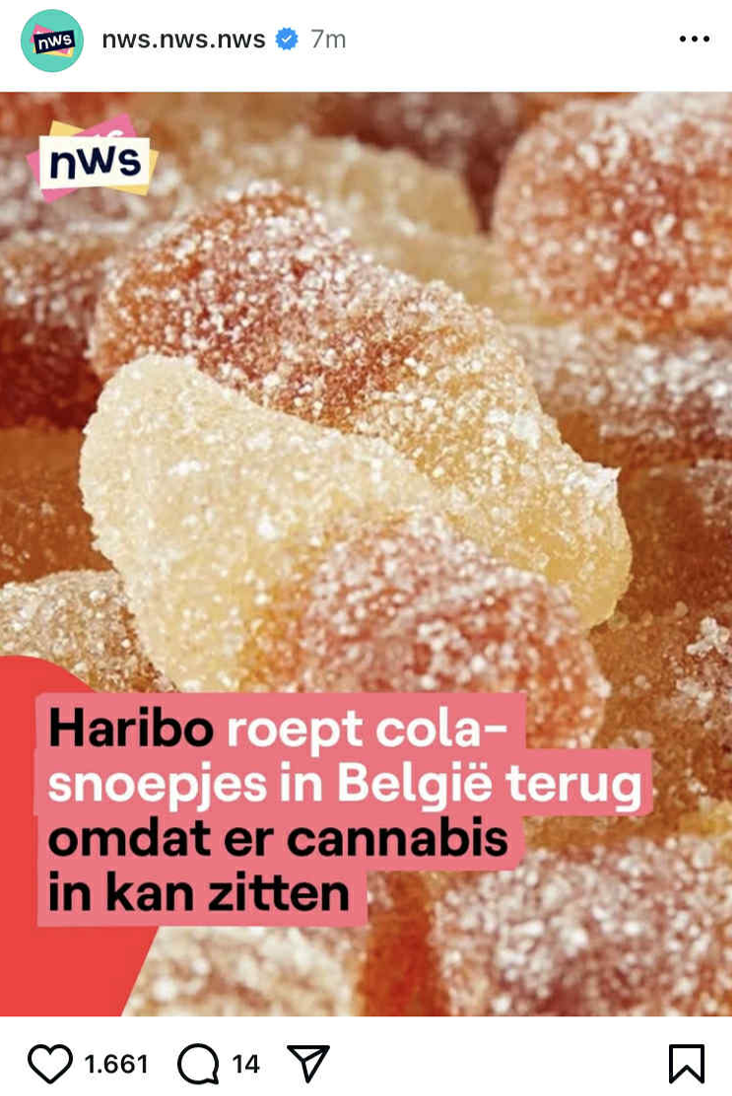 nws
nws.nws.nws 7m
nws
Haribo roept cola-
snoepjes in België terug
omdat er cannabis
in kan zitten
1.661 14